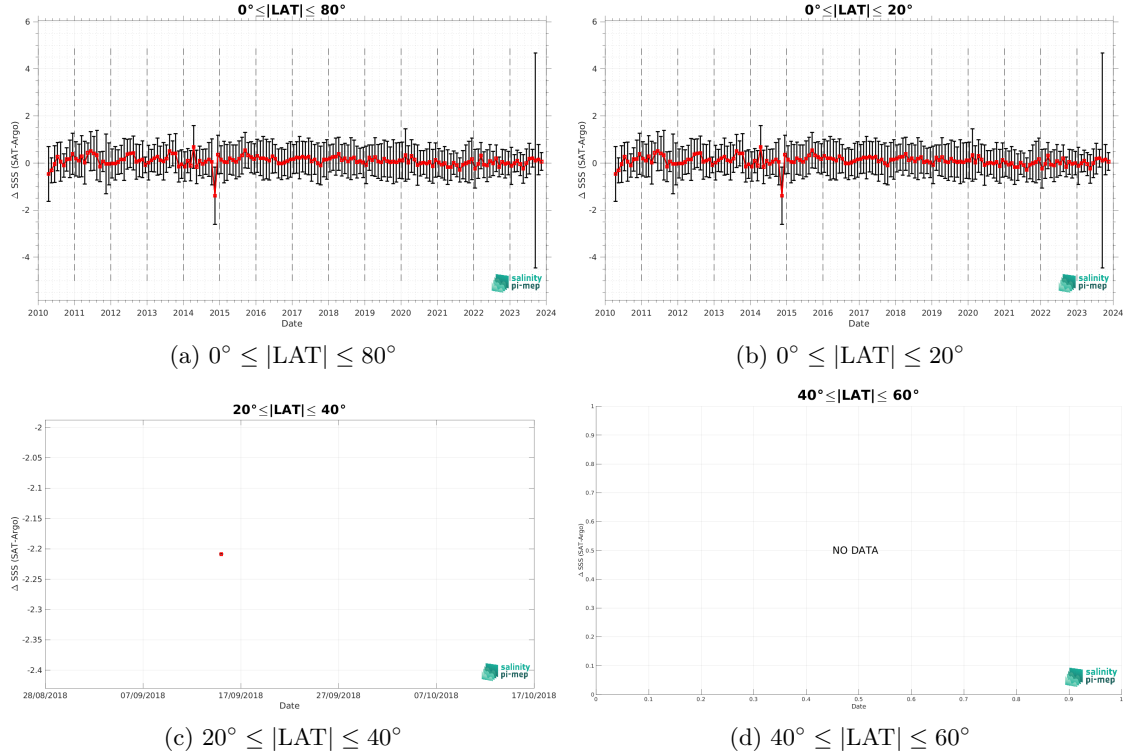 0°≤|LAT|≤ 80°
6
4
2
0
-2
-4
Δ SSS (SAT-Argo)
2010 2011 2012 2013 2014 2015 2016 2017 2018 2019 2020 2021 2022 2023 2024
Date
salinity
pi-mep
(a) 0° ≤ |LAT| ≤ 80°
0°≤|LAT|≤ 20°
6
4
2
0
-2
-4
Δ SSS (SAT-Argo)
2010 2011 2012 2013 2014 2015 2016 2017 2018 2019 2020 2021 2022 2023 2024
Date
salinity
pi-mep
(b) 0° ≤ |LAT| ≤ 20°
20°≤|LAT|≤ 40°
-2
-2.05
-2.1
-2.15
-2.2
-2.25
-2.3
-2.35
-2.4
Δ SSS (SAT-Argo)
28/08/2018 07/09/2018 17/09/2018 27/09/2018 07/10/2018 17/10/2018
Date
salinity
pi-mep
(c) 20° ≤ |LAT| ≤ 40°
40°≤|LAT|≤ 60°
1
0.9
0.8
0.7
0.6
0.5
0.4
0.3
0.2
0.1
0
Δ SSS (SAT-Argo)
NO DATA
0 0.1 0.2 0.3 0.4 0.5 0.6 0.7 0.8 0.9 1
Date
salinity
pi-mep
(d) 40° ≤ |LAT| ≤ 60°